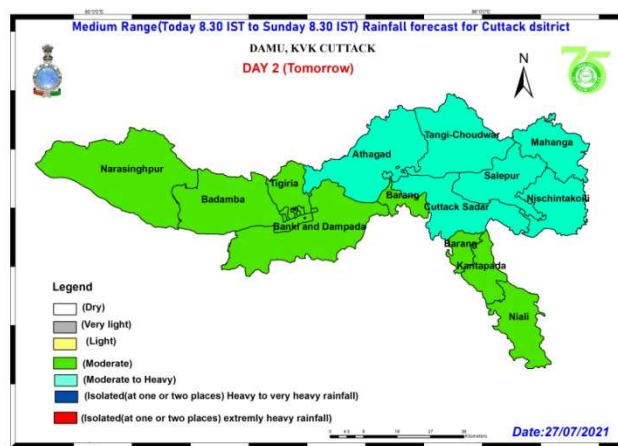 Medium Range(Today 8.30 IST to Sunday 8.30 IST) Rainfall forecast for Cuttack dsitrict
DAMU, KVK CUTTACK
DAY 2 (Tomorrow)
N
75
Tangi-Choudwar
Mahanga
Athagad
Narasinghpur
Salepur
Tigiria
Badamba
Barang
Nischintakoili
Cuttack Sadar
Banki and Dampada
Barang
Kantapada
Niali
Legend
(Dry)
(Very light)
(Light)
(Moderate)
(Moderate to Heavy)
(Isolated(at one or two places) Heavy to very heavy rainfall)
(Isolated(at one or two places) extremly heavy rainfall)
Kilometers
Date:27/07/2021